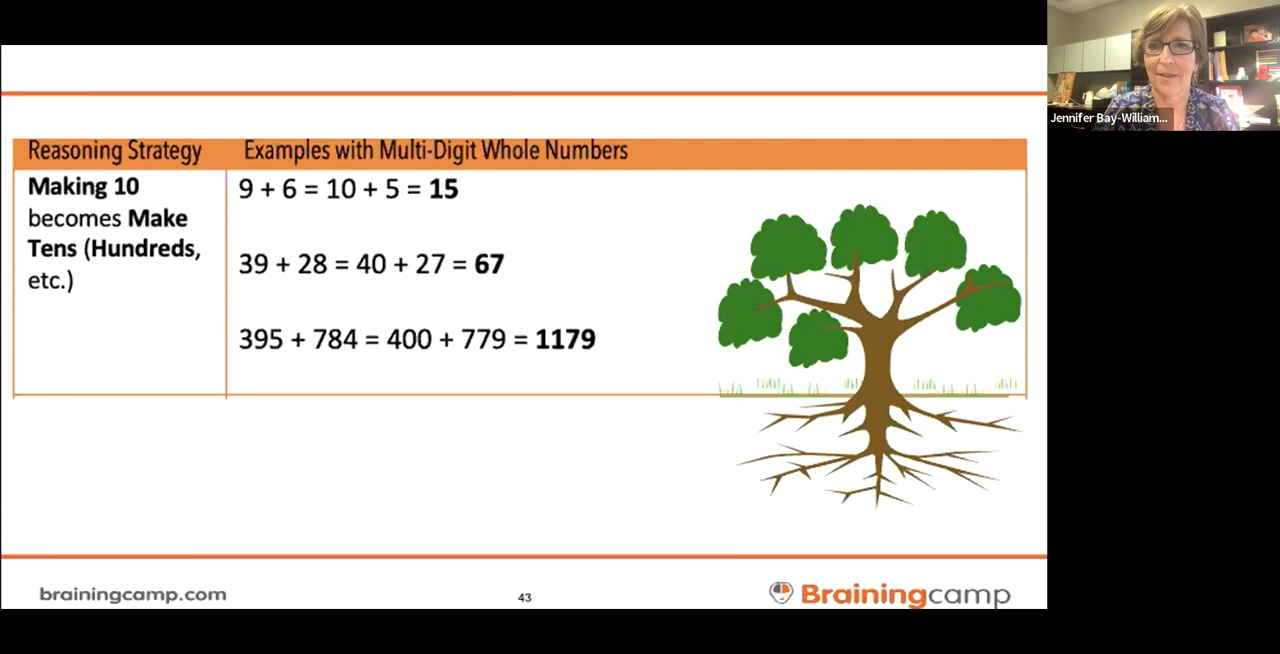 Jennifer Bay-William...
Reasoning Strategy
Examples with Multi-Digit Whole Numbers
Making 10
becomes Make
Tens (Hundreds,
etc.)
9 + 6 = 10 + 5 = 15
39 + 28 = 40 + 27 = 67
395 + 784 = 400 + 779 = 1179
brainingcamp.com
43
Brainingcamp